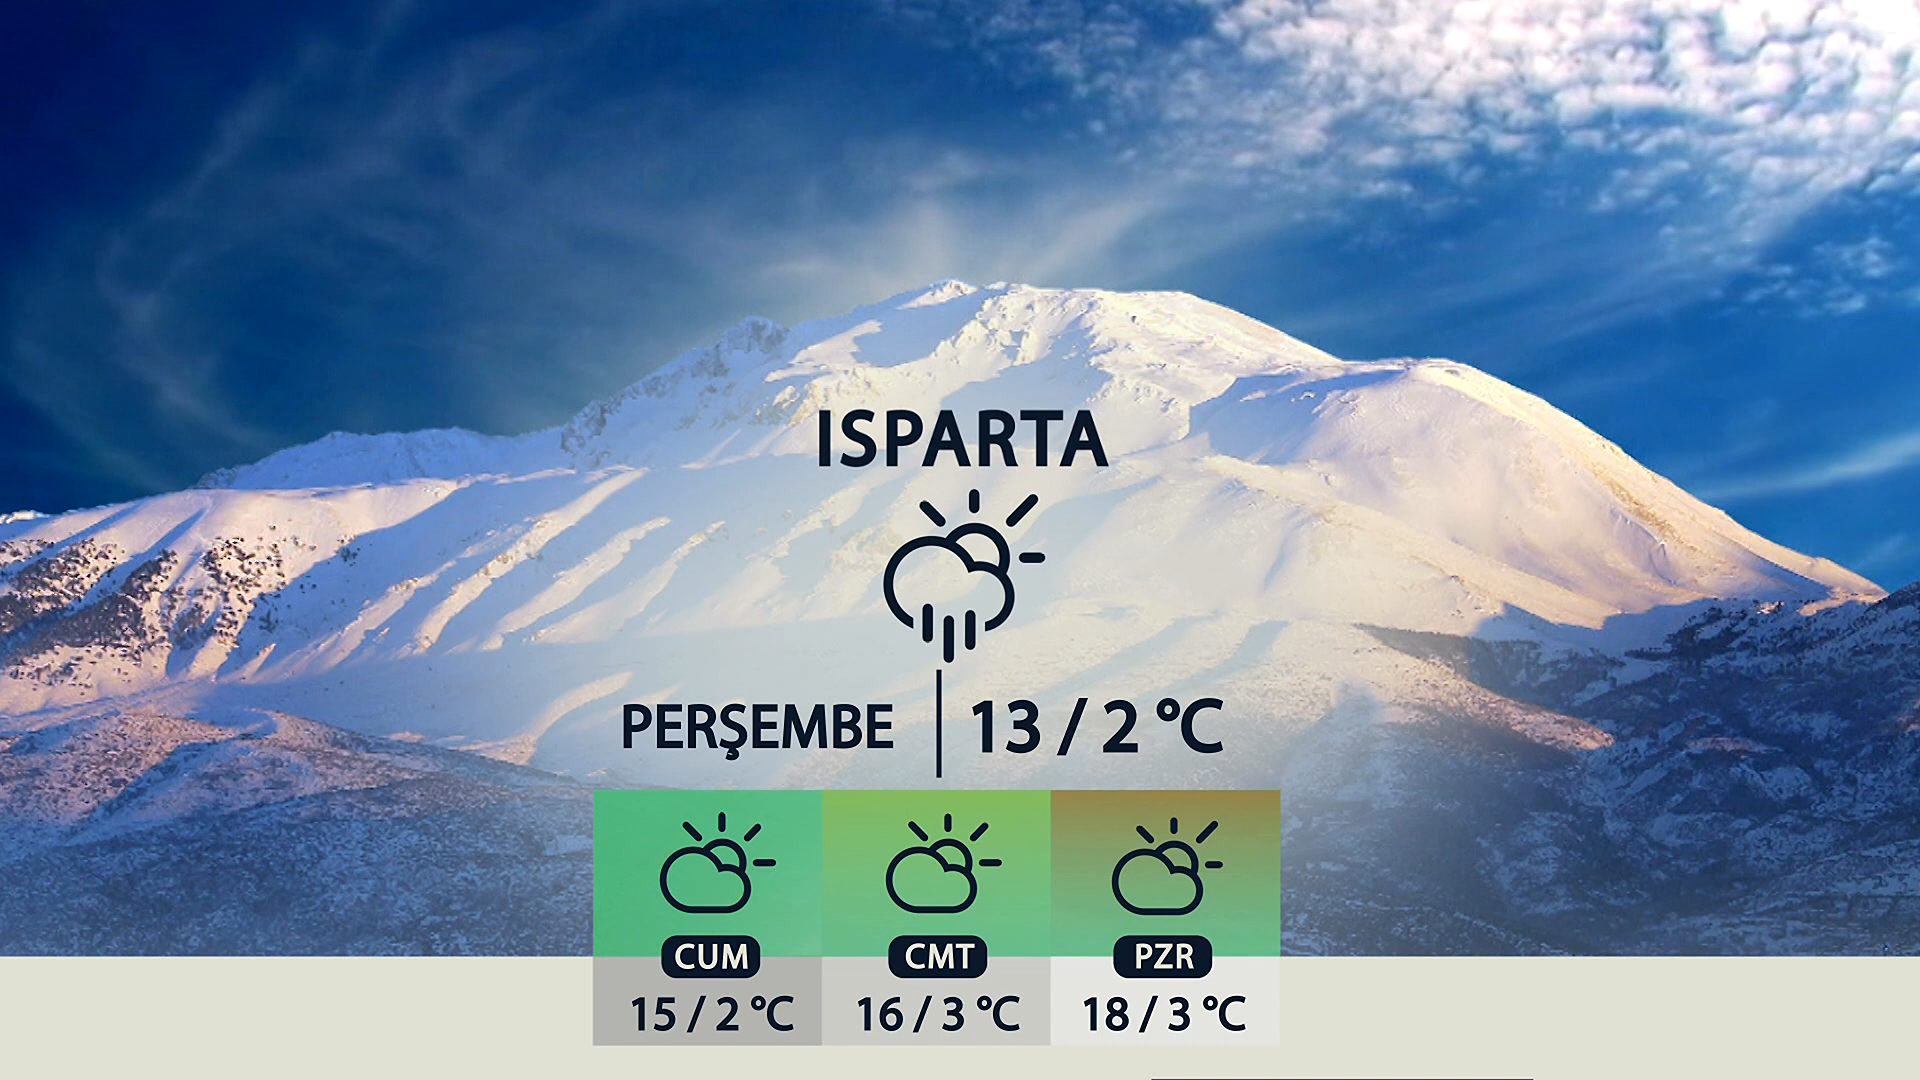 ISPARTA
PERŞEMBE 13 / 2 °C
CUM CMT PZR
15 / 2 °C 16 / 3 °C 18 / 3 °C